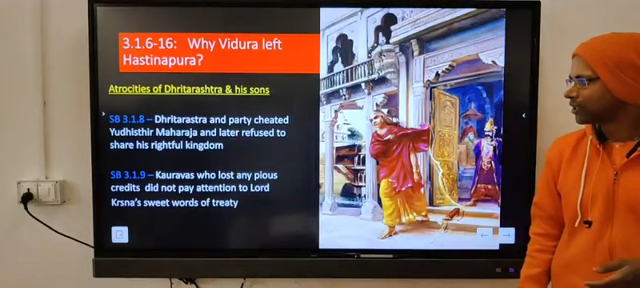 3.1.6-16: Why Vidura left
Hastinapura?
Atrocities of Dhritarashtra & his sons
SB 3.1.8 – Dhritarastra and party cheated
Yudhisthir Maharaja and later refused to
share his rightful kingdom
SB 3.1.9 – Kauravas who lost any pious
credits did not pay attention to Lord
Krsna's sweet words of treaty